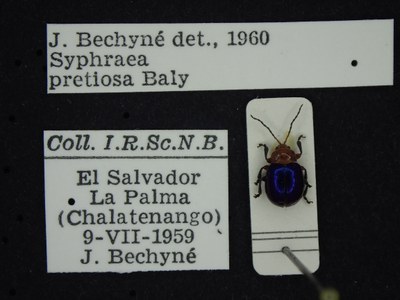 J. Bechyné det., 1960
Syphraea
pretiosa Baly
Coll. I.R.Sc.N.B.
El Salvador
La Palma
(Chalatenango)
9-VII-1959
J. Bechyné